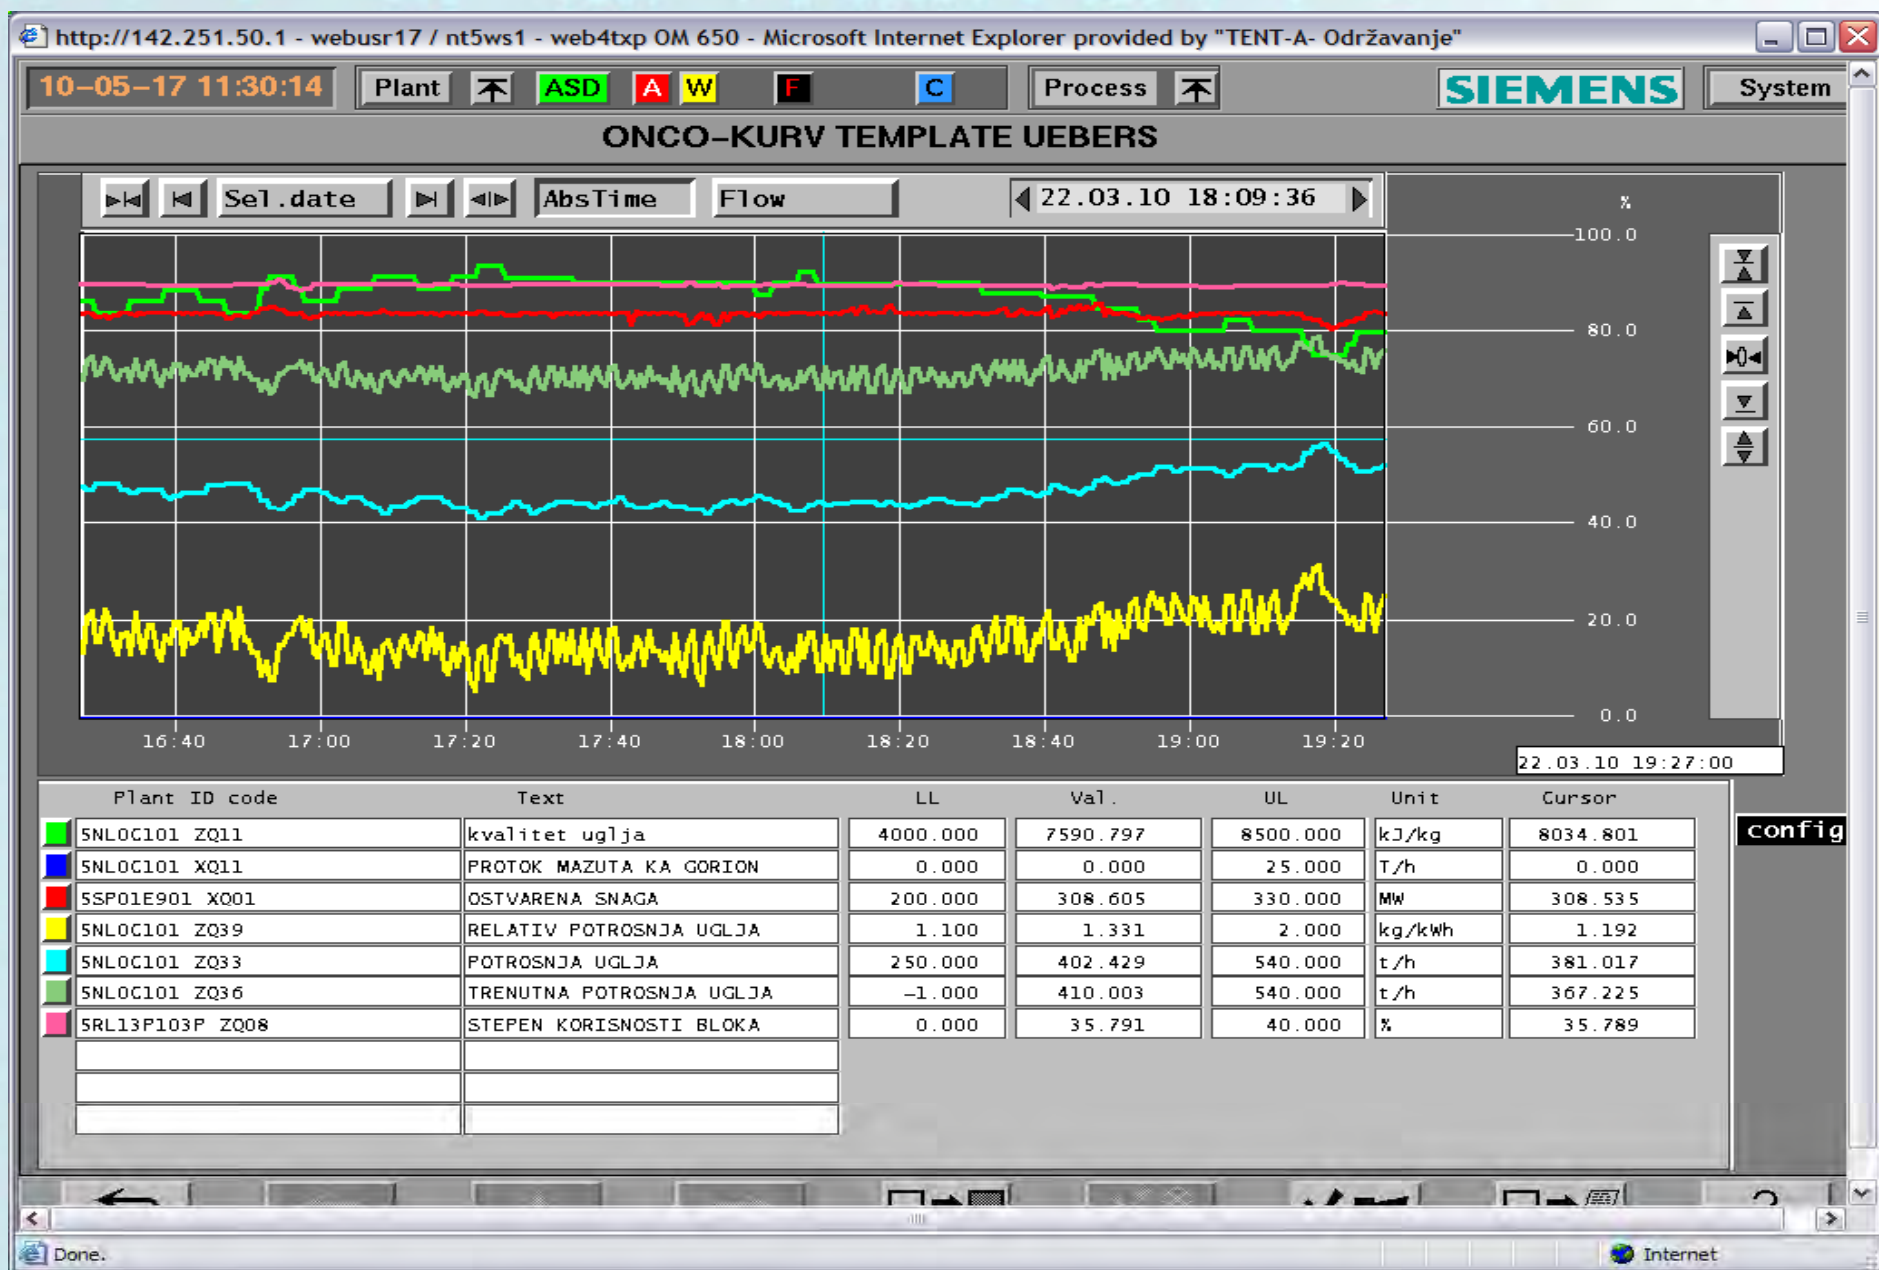 http://142.251.50.1 - webusr17 / nt5ws1 - web4txp OM 650 - Microsoft Internet Explorer provided by "TENT-A- Održavanje"
10-05-17 11:30:14 Plant ASD A W F C Process SIEMENS System
ONCO-KURV TEMPLATE UEBERS
Sel.date AbsTime Flow 22.03.10 18:09:36
%
100.0
80.0
60.0
40.0
20.0
0.0
16:40 17:00 17:20 17:40 18:00 18:20 18:40 19:00 19:20
22.03.10 19:27:00
Plant ID code Text LL Val. UL Unit Cursor
5NL0C101 ZQ11 kvalitet uglja 4000.000 7590.797 8500.000 kJ/kg 8034.801
config
5NL0C101 XQ11 PROTOK MAZUTA KA GORION 0.000 0.000 25.000 T/h 0.000
5SP01E901 XQ01 OSTVARENA SNAGA 200.000 308.605 330.000 MW 308.535
5NL0C101 ZQ39 RELATIV POTROSNJA UGLJA 1.100 1.331 2.000 kg/kWh 1.192
5NL0C101 ZQ33 POTROSNJA UGLJA 250.000 402.429 540.000 t/h 381.017
5NL0C101 ZQ36 TRENUTNA POTROSNJA UGLJA -1.000 410.003 540.000 t/h 367.225
5RL13P103P ZQ08 STEPEN KORISNOSTI BLOKA 0.000 35.791 40.000 % 35.789
?
Done. Internet